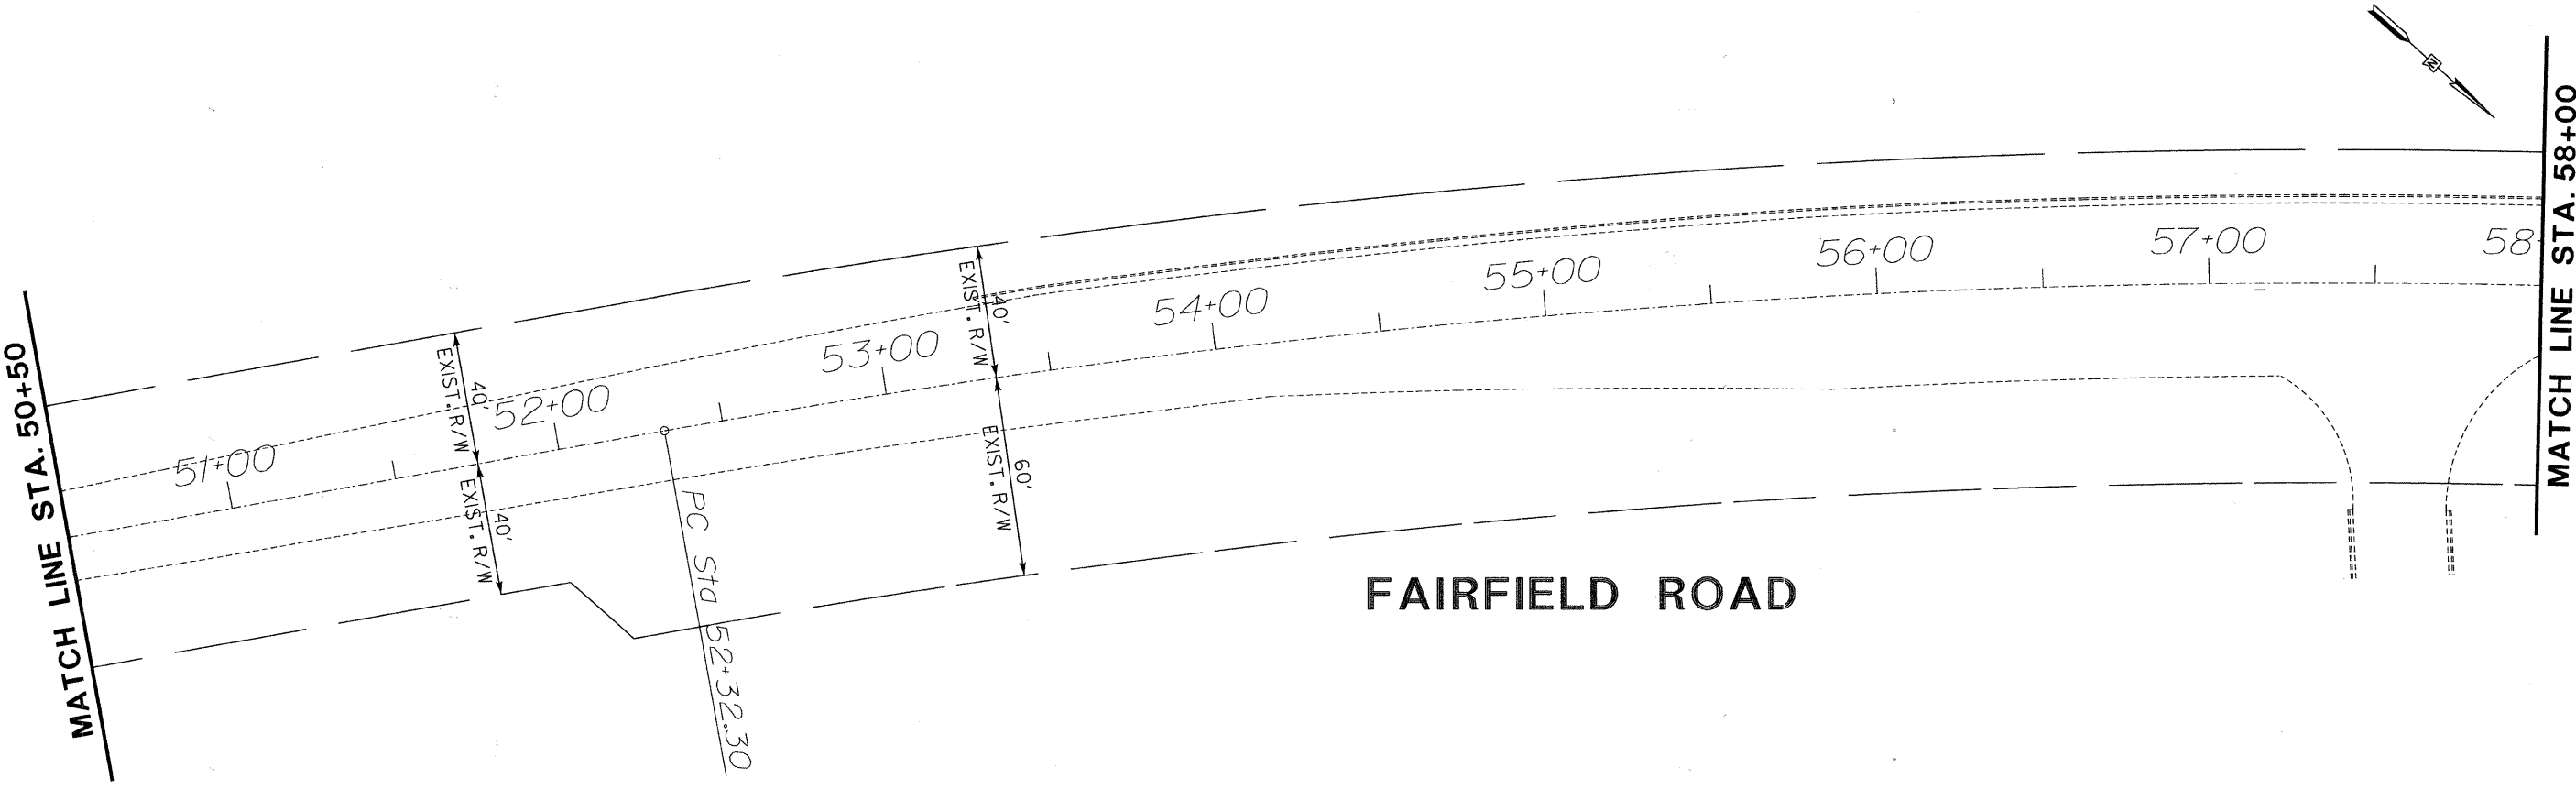 MATCH LINE STA. 50+50
51+00
EXIST. R/W
40'
EXIST. R/W
40'
52+00
PC Sta 52+32.30
53+00
EXIST. R/W
40'
EXIST. R/W
60'
54+00
55+00
56+00
57+00
58
N
MATCH LINE STA. 58+00
FAIRFIELD ROAD